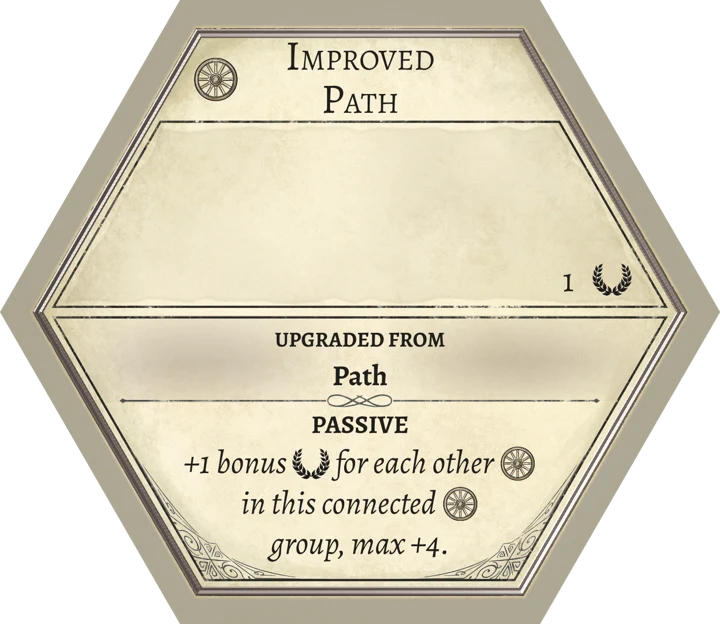 Improved
Path
1
UPGRADED FROM
Path
PASSIVE
+1 bonus for each other
in this connected
group, max +4.